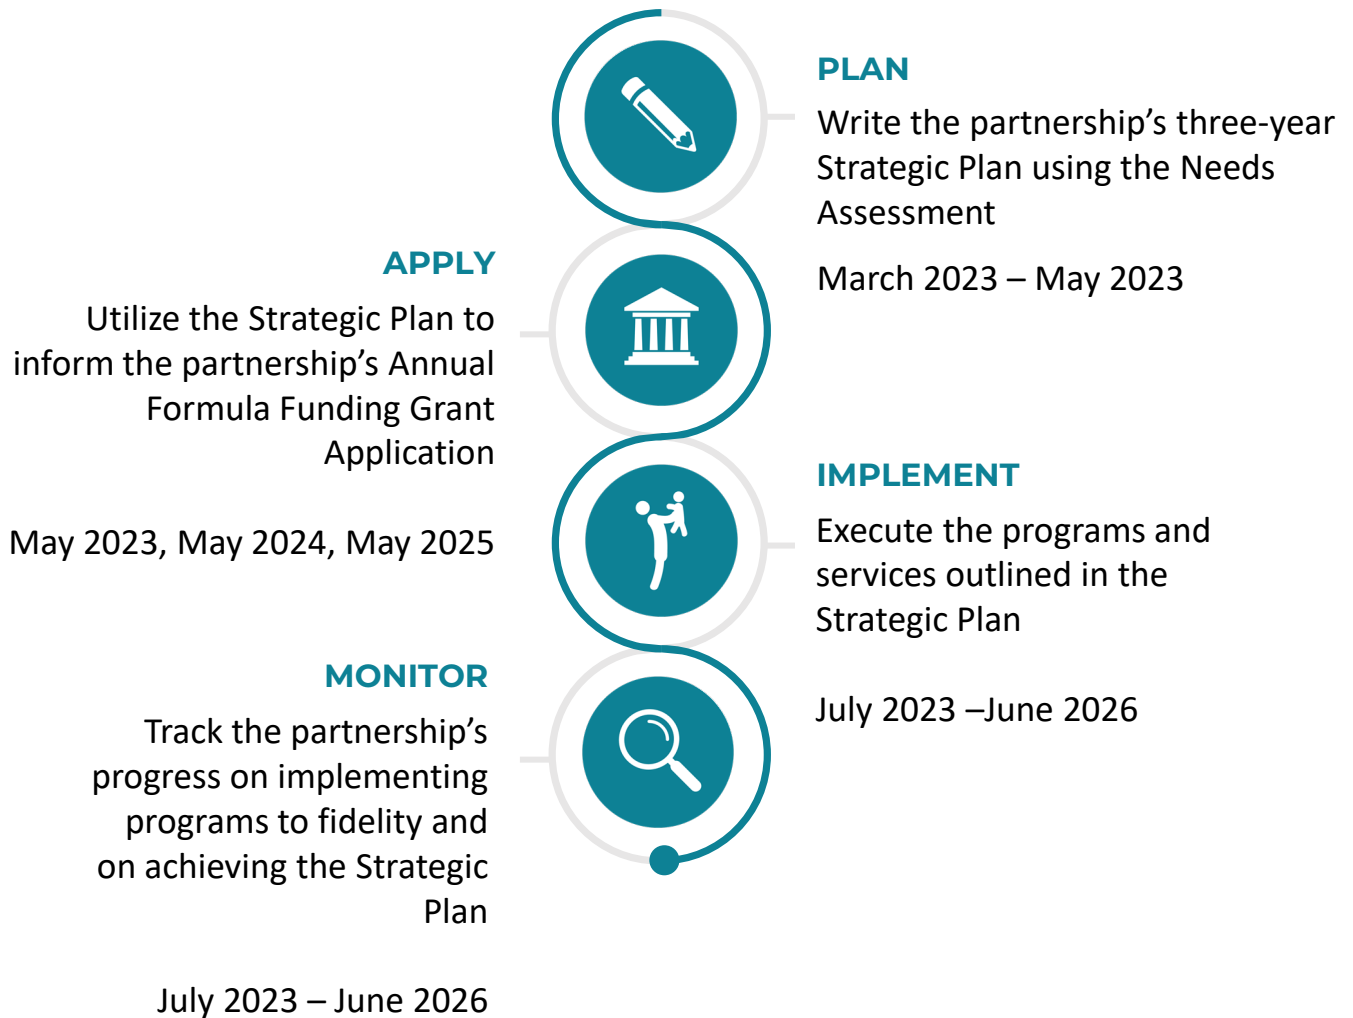 PLAN
Write the partnership’s three-year
Strategic Plan using the Needs
Assessment
March 2023 – May 2023
APPLY
Utilize the Strategic Plan to
inform the partnership’s Annual
Formula Funding Grant
Application
May 2023, May 2024, May 2025
IMPLEMENT
Execute the programs and
services outlined in the
Strategic Plan
July 2023 –June 2026
MONITOR
Track the partnership’s
progress on implementing
programs to fidelity and
on achieving the Strategic
Plan
July 2023 – June 2026